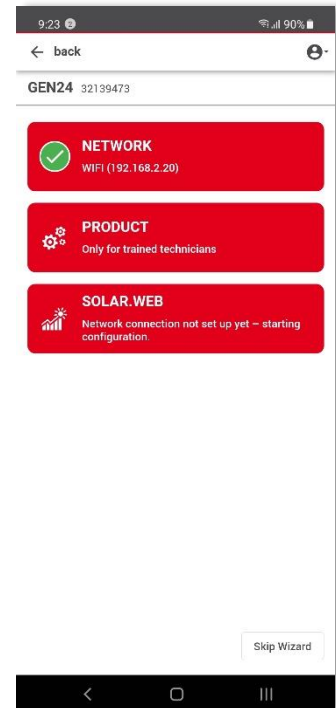 9:23 2 90%
← back
GEN24 32139473
NETWORK
WIFI (192.168.2.20)
PRODUCT
Only for trained technicians
SOLAR.WEB
Network connection not set up yet – starting
configuration.
Skip Wizard